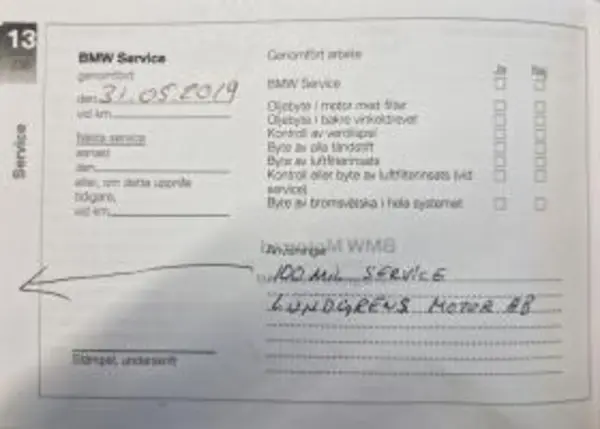 13
Service
BMW Service
genomfört
den 31.05.2019
vid km
Nästa service
senast
den
eller, om detta uppnås
tidigare,
vid km
Stämpel, underskrift
Genomfört arbete
Ja Nej
BMW Service
Oljebyte i motor med filter
Oljebyte i bakre vinkeldrevet
Kontroll av ventilspel
Byte av alla tändstift
Byte av luftfilterinsats
Kontroll eller byte av luftfilterinsats (vid
service)
Byte av bromsvätska i hela systemet
Anvisningar
100 MIL SERVICE
LUNDGRENS MOTOR AB